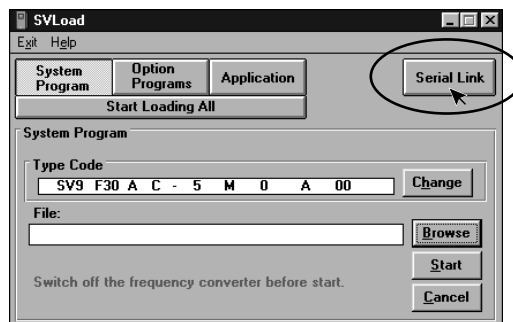 SVLoad
Exit Help
System Program
Option Programs
Application
Serial Link
Start Loading All
System Program
Type Code
SV9 F30 A C - 5 M 0 A 00
Change
File:
Browse
Start
Switch off the frequency converter before start.
Cancel